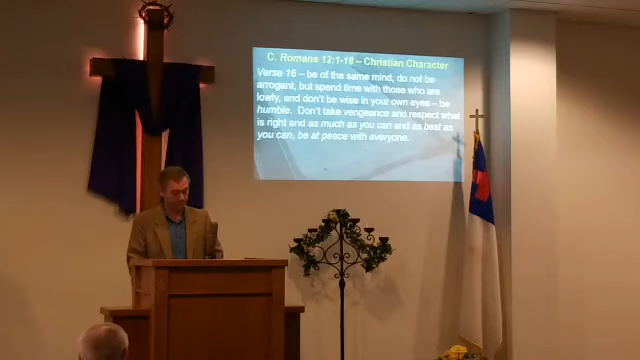 C. Romans 12:1-18 – Christian Character
Verse 16 – be of the same mind, do not be
arrogant, but spend time with those who are
lowly, and don't be wise in your own eyes – be
humble. Don't take vengeance and respect what
is right and as much as you can and as best as
you can, be at peace with everyone.